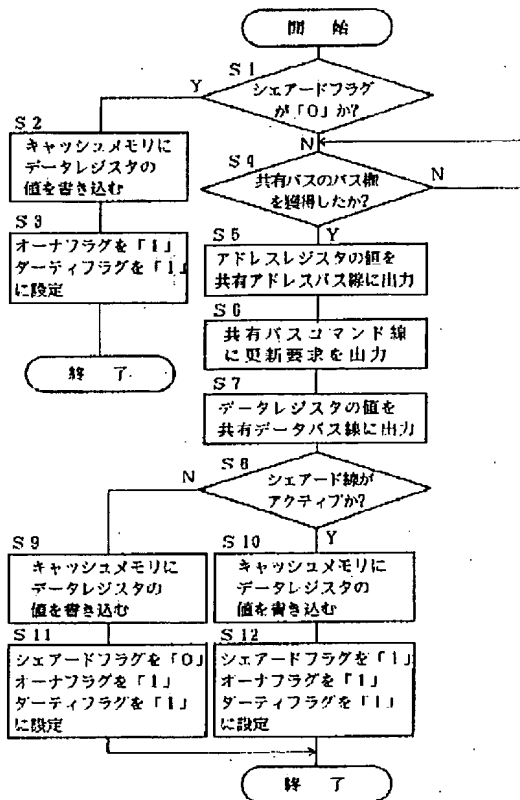 開 始
S1
Y
シェアードフラグ
が「0」か?
N
S2
キャッシュメモリに
データレジスタの
値を書き込む
S3
オーナフラグを「1」
ダーティフラグを「1」
に設定
終 了
S4
共有バスのバス権
を獲得したか?
N
Y
S5
アドレスレジスタの値を
共有アドレスバス線に出力
S6
共有バスコマンド線
に更新要求を出力
S7
データレジスタの値を
共有データバス線に出力
S8
シェアード線が
アクティブか?
N
Y
S9
キャッシュメモリに
データレジスタの
値を書き込む
S10
キャッシュメモリに
データレジスタの
値を書き込む
S11
シェアードフラグを「0」
オーナフラグを「1」
ダーティフラグを「1」
に設定
S12
シェアードフラグを「1」
オーナフラグを「1」
ダーティフラグを「1」
に設定
終 了